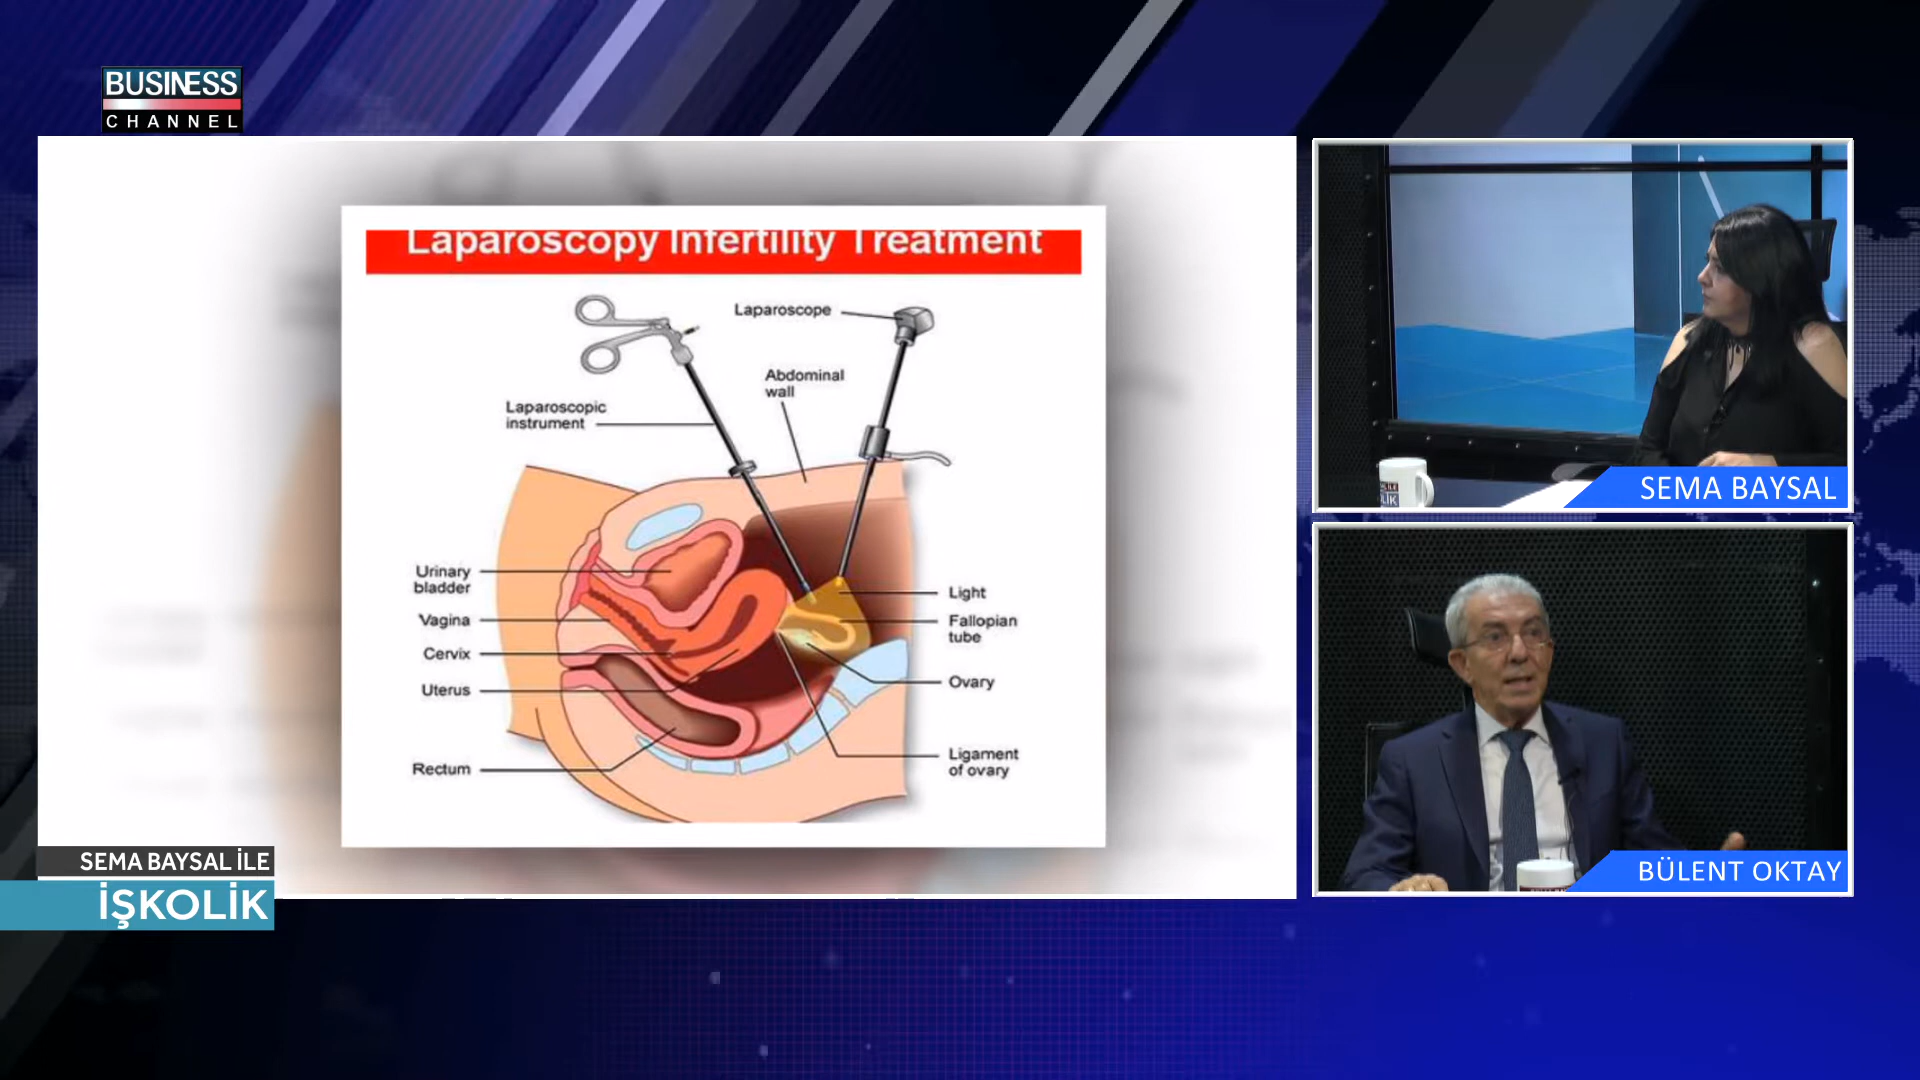 BUSINESS
CHANNEL
Laparoscopy Infertility Treatment
Laparoscope
Abdominal
wall
Laparoscopic
instrument
Urinary
bladder
Vagina
Cervix
Uterus
Rectum
Light
Fallopian
tube
Ovary
Ligament
of ovary
SEMA BAYSAL
BÜLENT OKTAY
SEMA BAYSAL İLE
İŞKOLİK